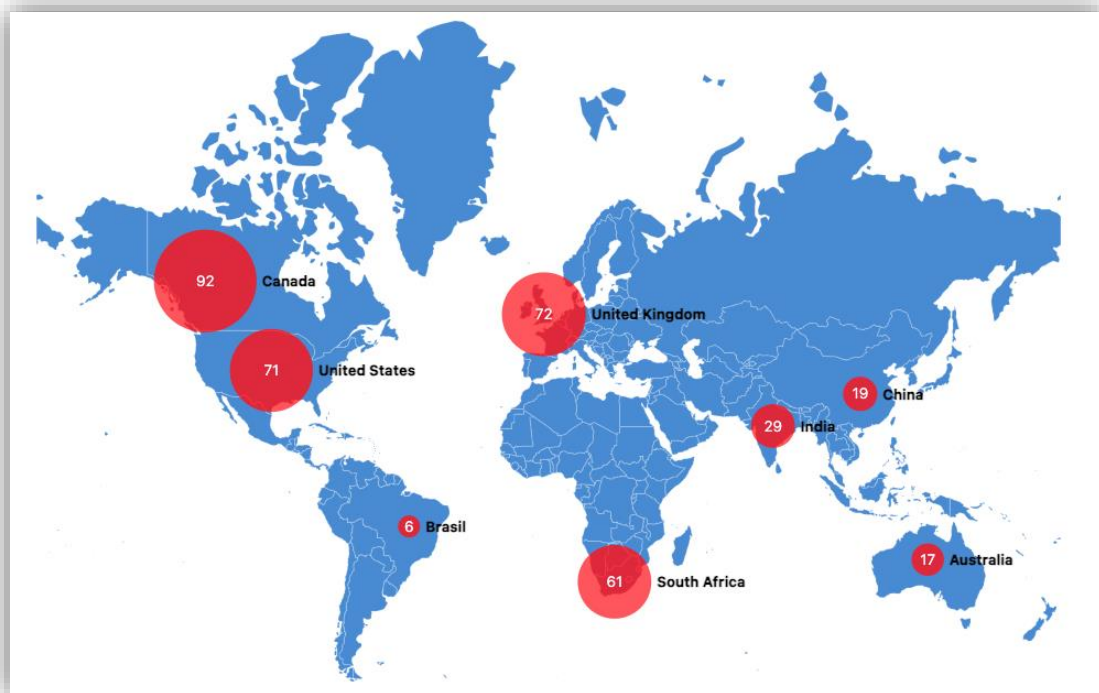 92 Canada
72 United Kingdom
71 United States
19 China
29 India
6 Brasil
17 Australia
61 South Africa